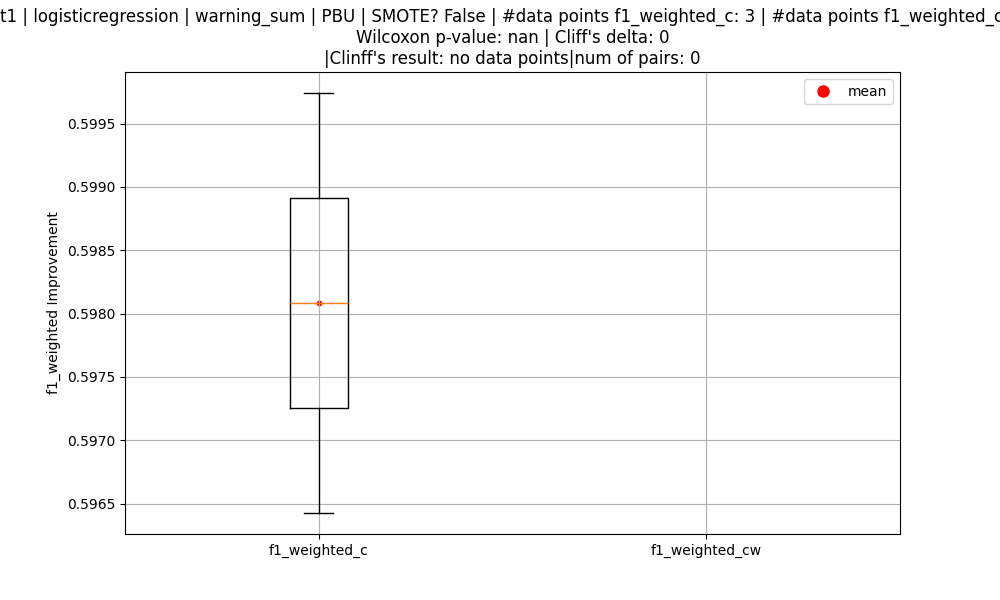 t1 | logisticregression | warning_sum | PBU | SMOTE? False | #data points f1_weighted_c: 3 | #data points f1_weighted_c
Wilcoxon p-value: nan | Cliff's delta: 0
|Clinff's result: no data points|num of pairs: 0
mean
0.5995
0.5990
0.5985
0.5980
0.5975
0.5970
0.5965
f1_weighted Improvement
f1_weighted_c
f1_weighted_cw